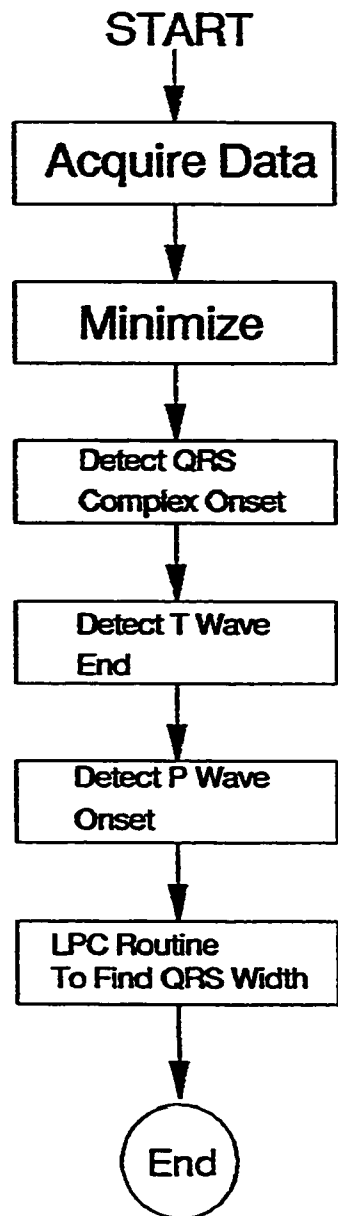 START
Acquire Data
Minimize
Detect QRS
Complex Onset
Detect T Wave
End
Detect P Wave
Onset
LPC Routine
To Find QRS Width
End